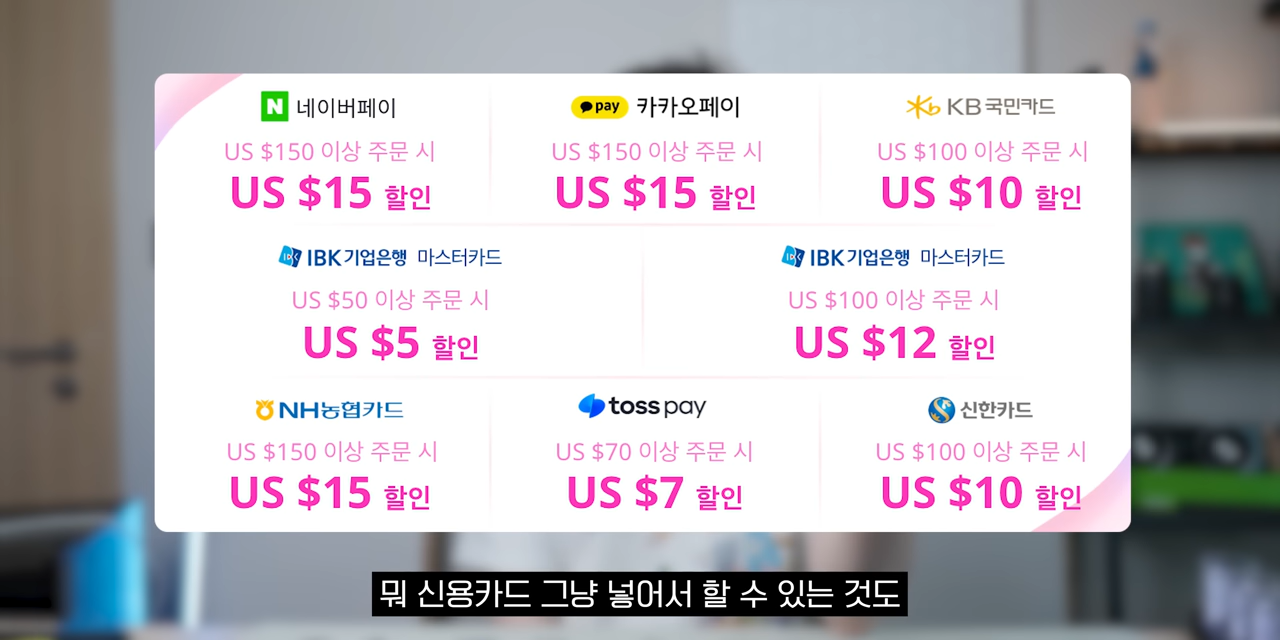 N 네이버페이
US $150 이상 주문 시
US $15 할인
pay 카카오페이
US $150 이상 주문 시
US $15 할인
KB 국민카드
US $100 이상 주문 시
US $10 할인
IBK기업은행 마스터카드
US $50 이상 주문 시
US $5 할인
IBK기업은행 마스터카드
US $100 이상 주문 시
US $12 할인
NH농협카드
US $150 이상 주문 시
US $15 할인
toss pay
US $70 이상 주문 시
US $7 할인
신한카드
US $100 이상 주문 시
US $10 할인
뭐 신용카드 그냥 넣어서 할 수 있는 것도